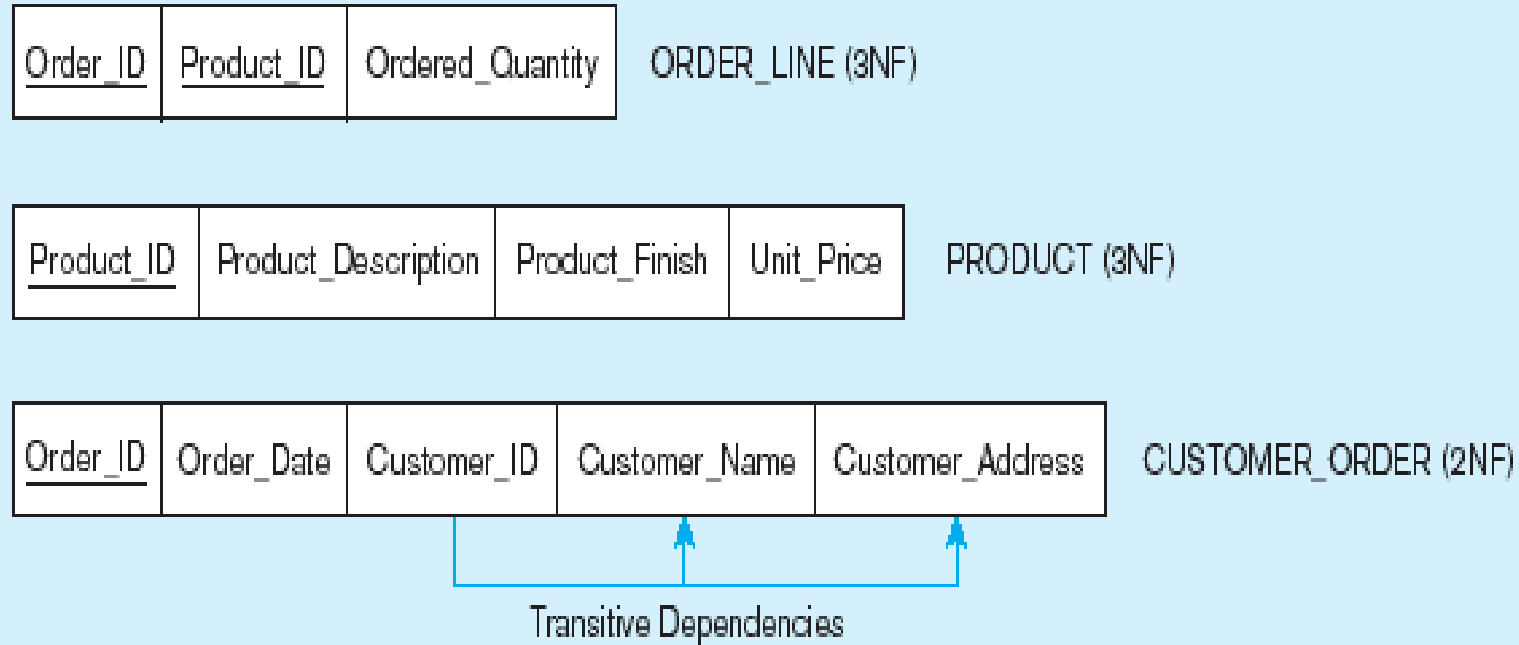 Order_ID Product_ID Ordered_Quantity ORDER_LINE (3NF)
Product_ID Product_Description Product_Finish Unit_Price PRODUCT (3NF)
Order_ID Order_Date Customer_ID Customer_Name Customer_Address CUSTOMER_ORDER (2NF)
Transitive Dependencies